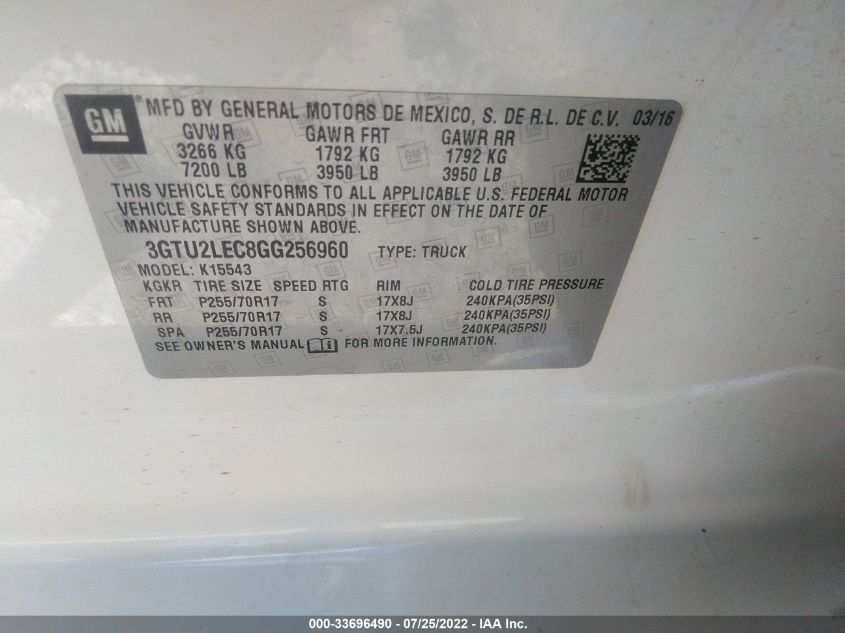 GM
MFD BY GENERAL MOTORS DE MEXICO, S. DE R.L. DE C.V. 03/16
GVWR GAWR FRT GAWR RR
3266 KG 1792 KG 1792 KG
7200 LB 3950 LB 3950 LB
THIS VEHICLE CONFORMS TO ALL APPLICABLE U.S. FEDERAL MOTOR
VEHICLE SAFETY STANDARDS IN EFFECT ON THE DATE OF
MANUFACTURE SHOWN ABOVE.
3GTU2LEC8GG256960 TYPE: TRUCK
MODEL: K15543
KGKR TIRE SIZE SPEED RTG RIM COLD TIRE PRESSURE
FRT P255/70R17 S 17X8J 240KPA(35PSI)
RR P255/70R17 S 17X8J 240KPA(35PSI)
SPA P255/70R17 S 17X7.5J 240KPA(35PSI)
SEE OWNER'S MANUAL FOR MORE INFORMATION.
000-33696490 - 07/25/2022 - IAA Inc.